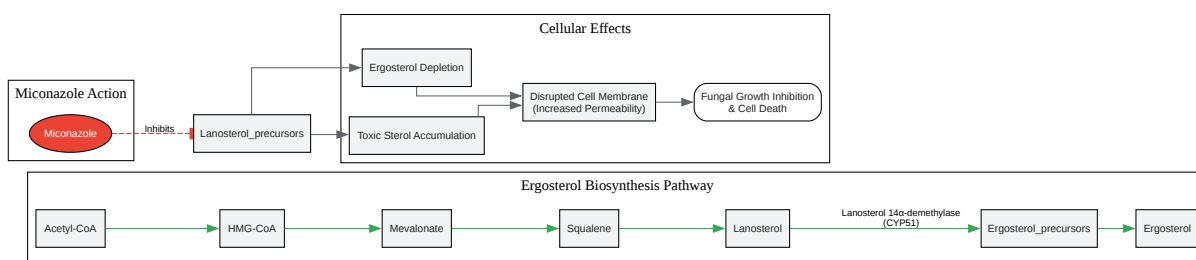 Cellular Effects
Ergosterol Depletion
Miconazole Action
Disrupted Cell Membrane
(Increased Permeability)
Fungal Growth Inhibition
& Cell Death
Miconazole
Inhibits
Lanosterol_precursors
Toxic Sterol Accumulation
Ergosterol Biosynthesis Pathway
Acetyl-CoA
HMG-CoA
Mevalonate
Squalene
Lanosterol
Lanosterol 14α-demethylase
(CYP51)
Ergosterol_precursors
Ergosterol